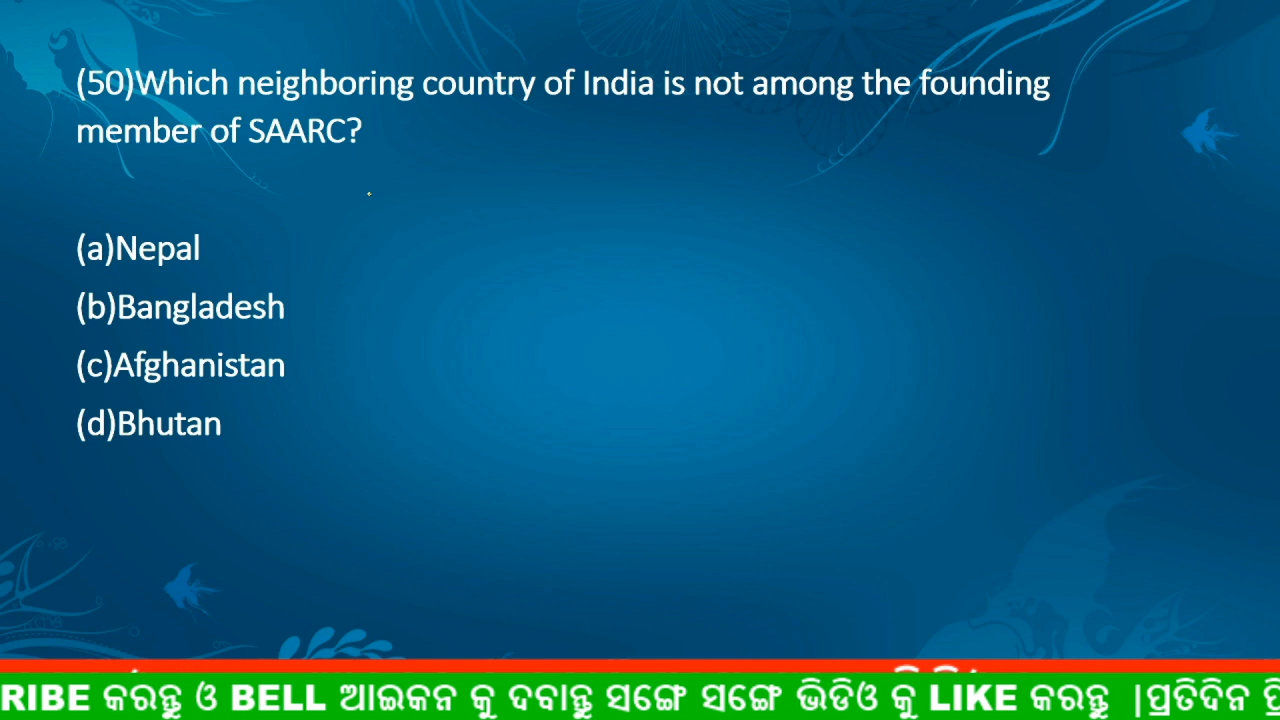 (50)Which neighboring country of India is not among the founding
member of SAARC?
(a)Nepal
(b)Bangladesh
(c)Afghanistan
(d)Bhutan
RIBE କରନ୍ତୁ ଓ BELL ଆଇକନ କୁ ଦବାନ୍ତୁ ସଙ୍ଗେ ସଙ୍ଗେ ଭିଡିଓ କୁ LIKE କରନ୍ତୁ |ପ୍ରତିଦିନ